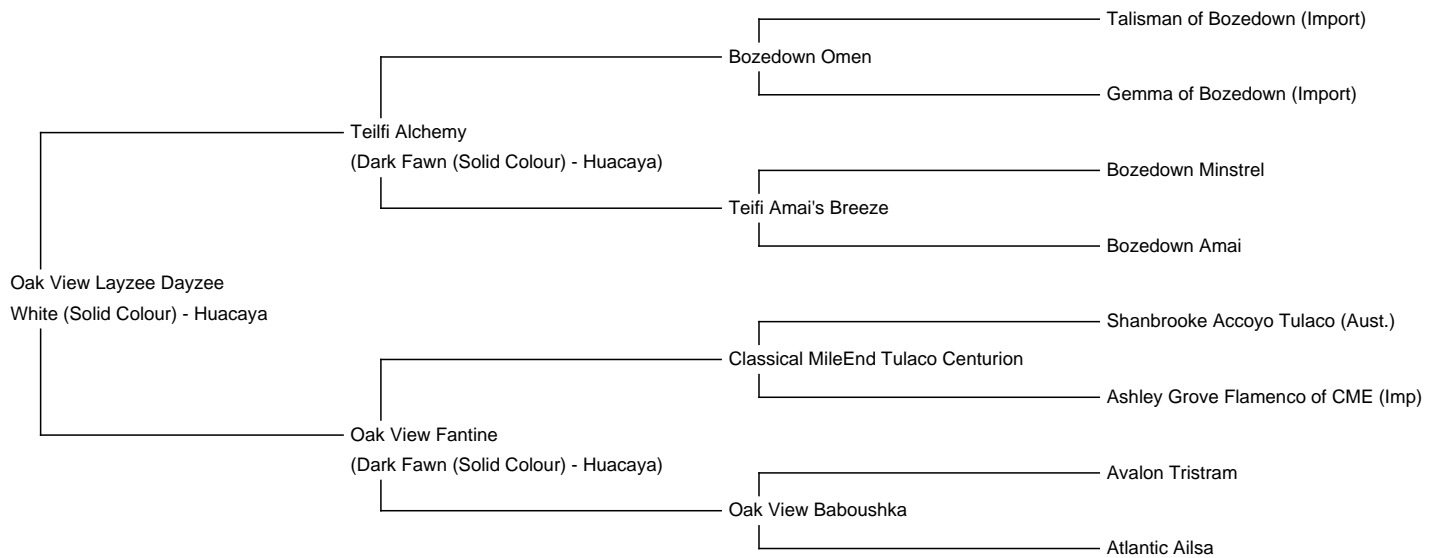 Talisman of Bozedown (Import)
Bozedown Omen
Gemma of Bozedown (Import)
Teilfi Alchemy
(Dark Fawn (Solid Colour) - Huacaya)
Bozedown Minstrel
Teifi Amai's Breeze
Bozedown Amai
Oak View Layzee Dayzee
White (Solid Colour) - Huacaya
Shanbrooke Accoyo Tulaco (Aust.)
Classical MileEnd Tulaco Centurion
Ashley Grove Flamenco of CME (Imp)
Oak View Fantine
(Dark Fawn (Solid Colour) - Huacaya)
Avalon Tristram
Oak View Baboushka
Atlantic Ailsa